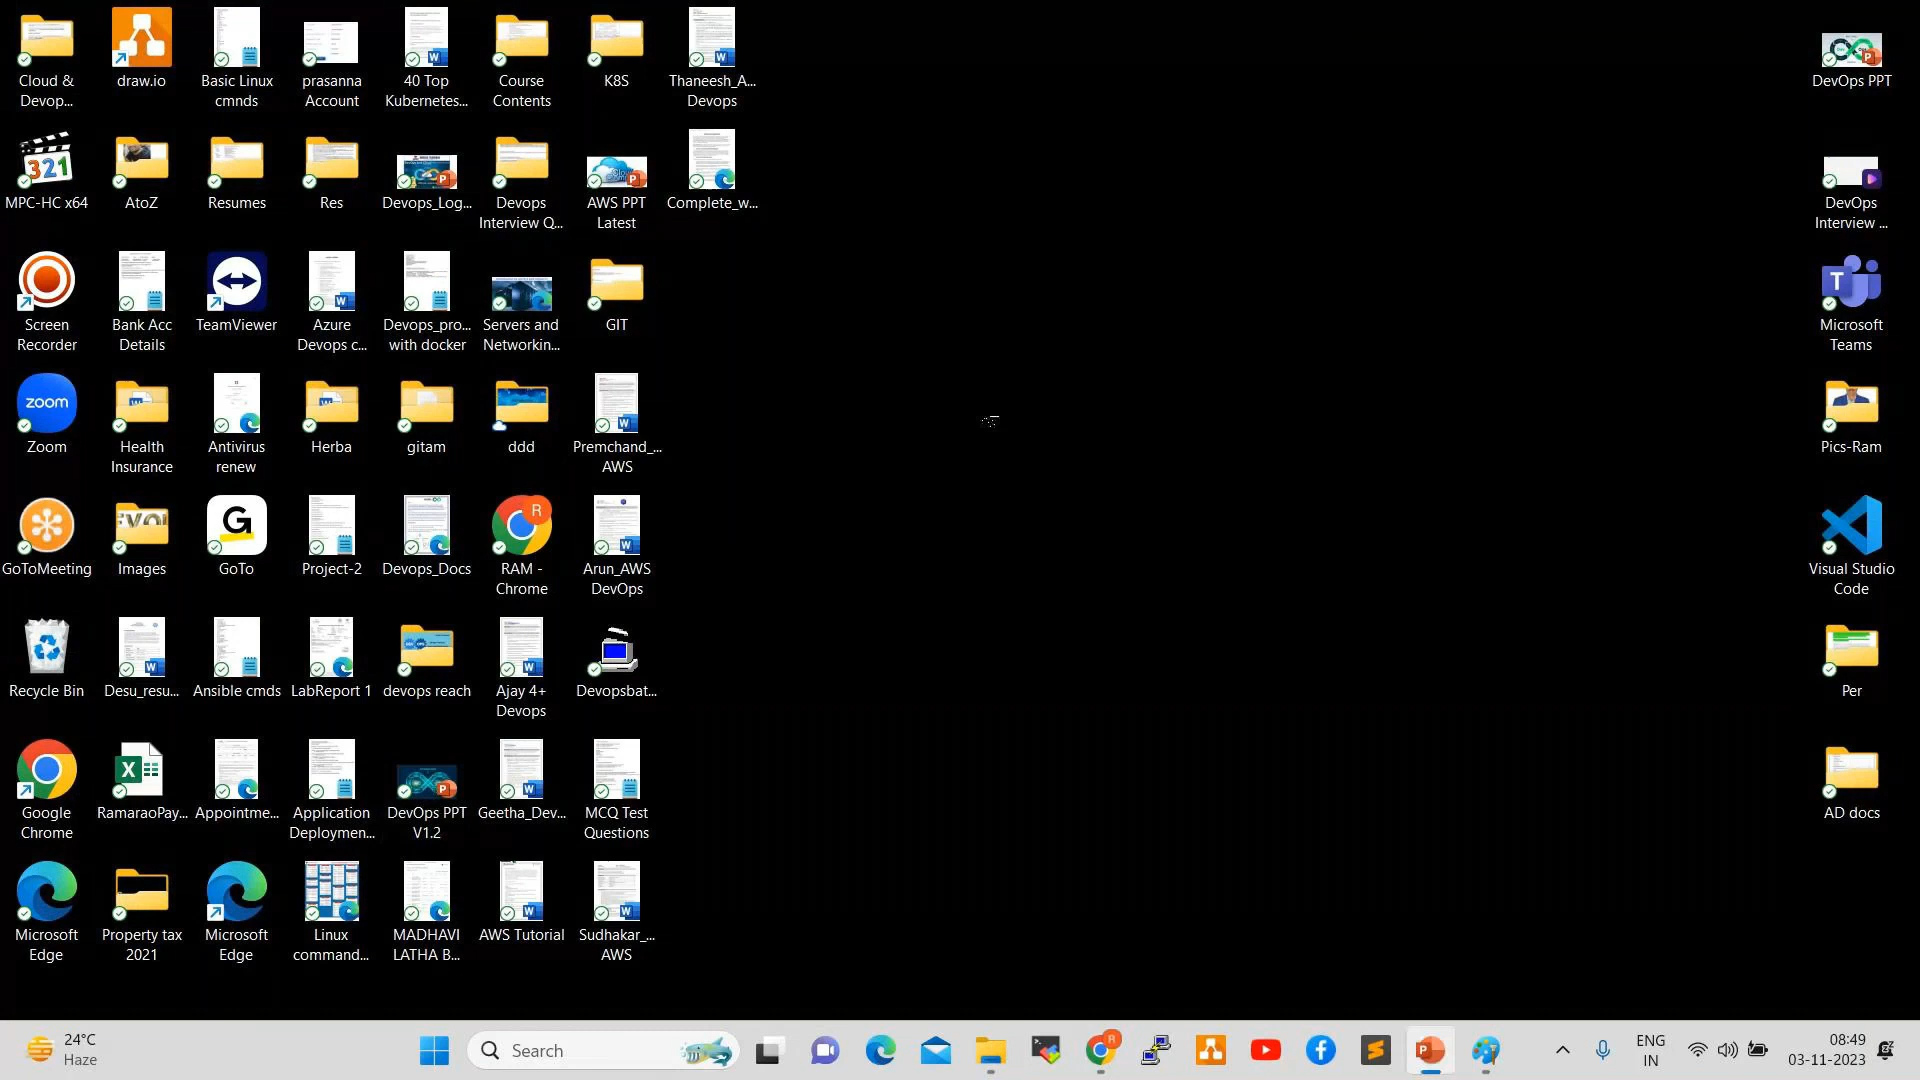 Cloud &
Devop...
draw.io
Basic Linux
cmnds
prasanna
Account
40 Top
Kubernetes...
Course
Contents
K8S
Thaneesh_A...
Devops
DevOps PPT
MPC-HC x64
AtoZ
Resumes
Res
Devops_Log...
Devops
Interview Q...
AWS PPT
Latest
Complete_w...
DevOps
Interview ...
Screen
Recorder
Bank Acc
Details
TeamViewer
Azure
Devops c...
Devops_pro...
with docker
Servers and
Networkin...
GIT
Microsoft
Teams
zoom
Zoom
Health
Insurance
Antivirus
renew
Herba
gitam
ddd
Premchand_...
AWS
Pics-Ram
GoToMeeting
Images
GoTo
Project-2
Devops_Docs
RAM -
Chrome
Arun_AWS
DevOps
Visual Studio
Code
Recycle Bin
Desu_resu...
Ansible cmds
LabReport 1
devops reach
Ajay 4+
Devops
Devopsbat...
Per
Google
Chrome
RamaraoPay...
Appointme...
Application
Deploymen...
DevOps PPT
V1.2
Geetha_Dev...
MCQ Test
Questions
AD docs
Microsoft
Edge
Property tax
2021
Microsoft
Edge
Linux
command...
MADHAVI
LATHA B...
AWS Tutorial
Sudhakar_...
AWS
24°C
Haze
Search
ENG
IN
08:49
03-11-2023